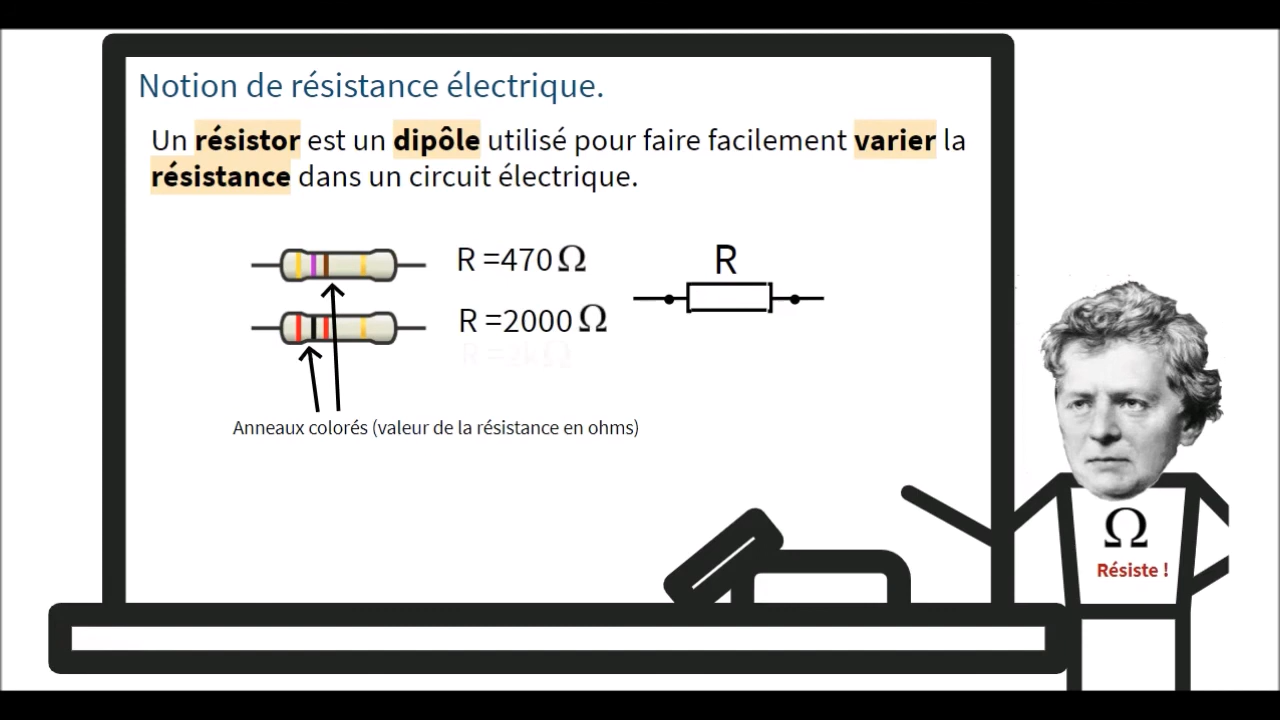 Notion de résistance électrique.
Un résistor est un dipôle utilisé pour faire facilement varier la
résistance dans un circuit électrique.
R =470 Ω
R
R =2000 Ω
R =2kΩ
Anneaux colorés (valeur de la résistance en ohms)
Ω
Résiste !